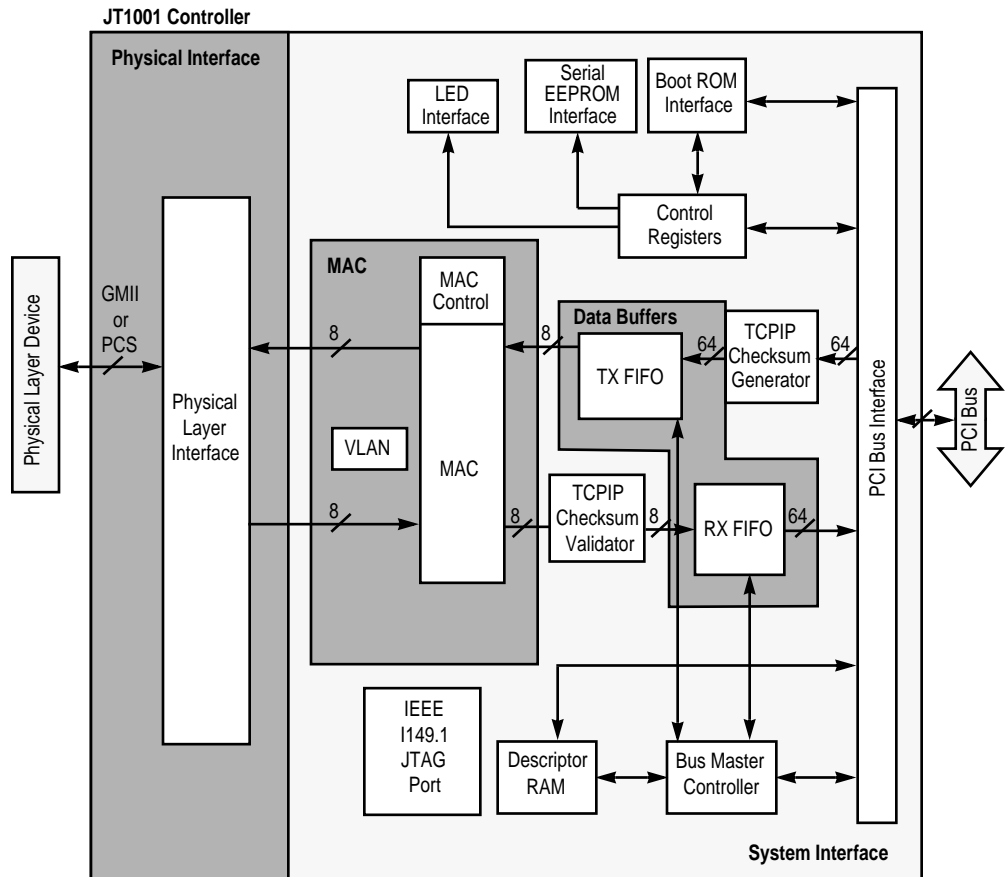 JT1001 Controller
Physical Interface
LED
Interface
Serial
EEPROM
Interface
Boot ROM
Interface
Control
Registers
MAC
MAC
Control
Data Buffers
GMII
or
PCS
8
8
64
TCPIP
Checksum
Generator
64
TX FIFO
Physical Layer Device
Physical
Layer
Interface
VLAN
MAC
PCI Bus Interface
PCI Bus
8
8
TCPIP
Checksum
Validator
8
RX FIFO
64
IEEE
I149.1
JTAG
Port
Descriptor
RAM
Bus Master
Controller
System Interface